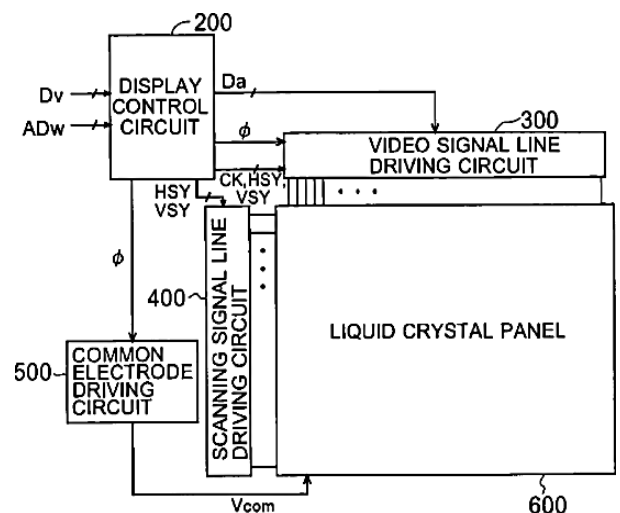 200
Dv
ADw
DISPLAY
CONTROL
CIRCUIT
Da
ϕ
CK,HSY,
VSY
HSY
VSY
300
VIDEO SIGNAL LINE
DRIVING CIRCUIT
ϕ
400
SCANNING SIGNAL LINE
DRIVING CIRCUIT
LIQUID CRYSTAL PANEL
500
COMMON
ELECTRODE
DRIVING
CIRCUIT
Vcom
600